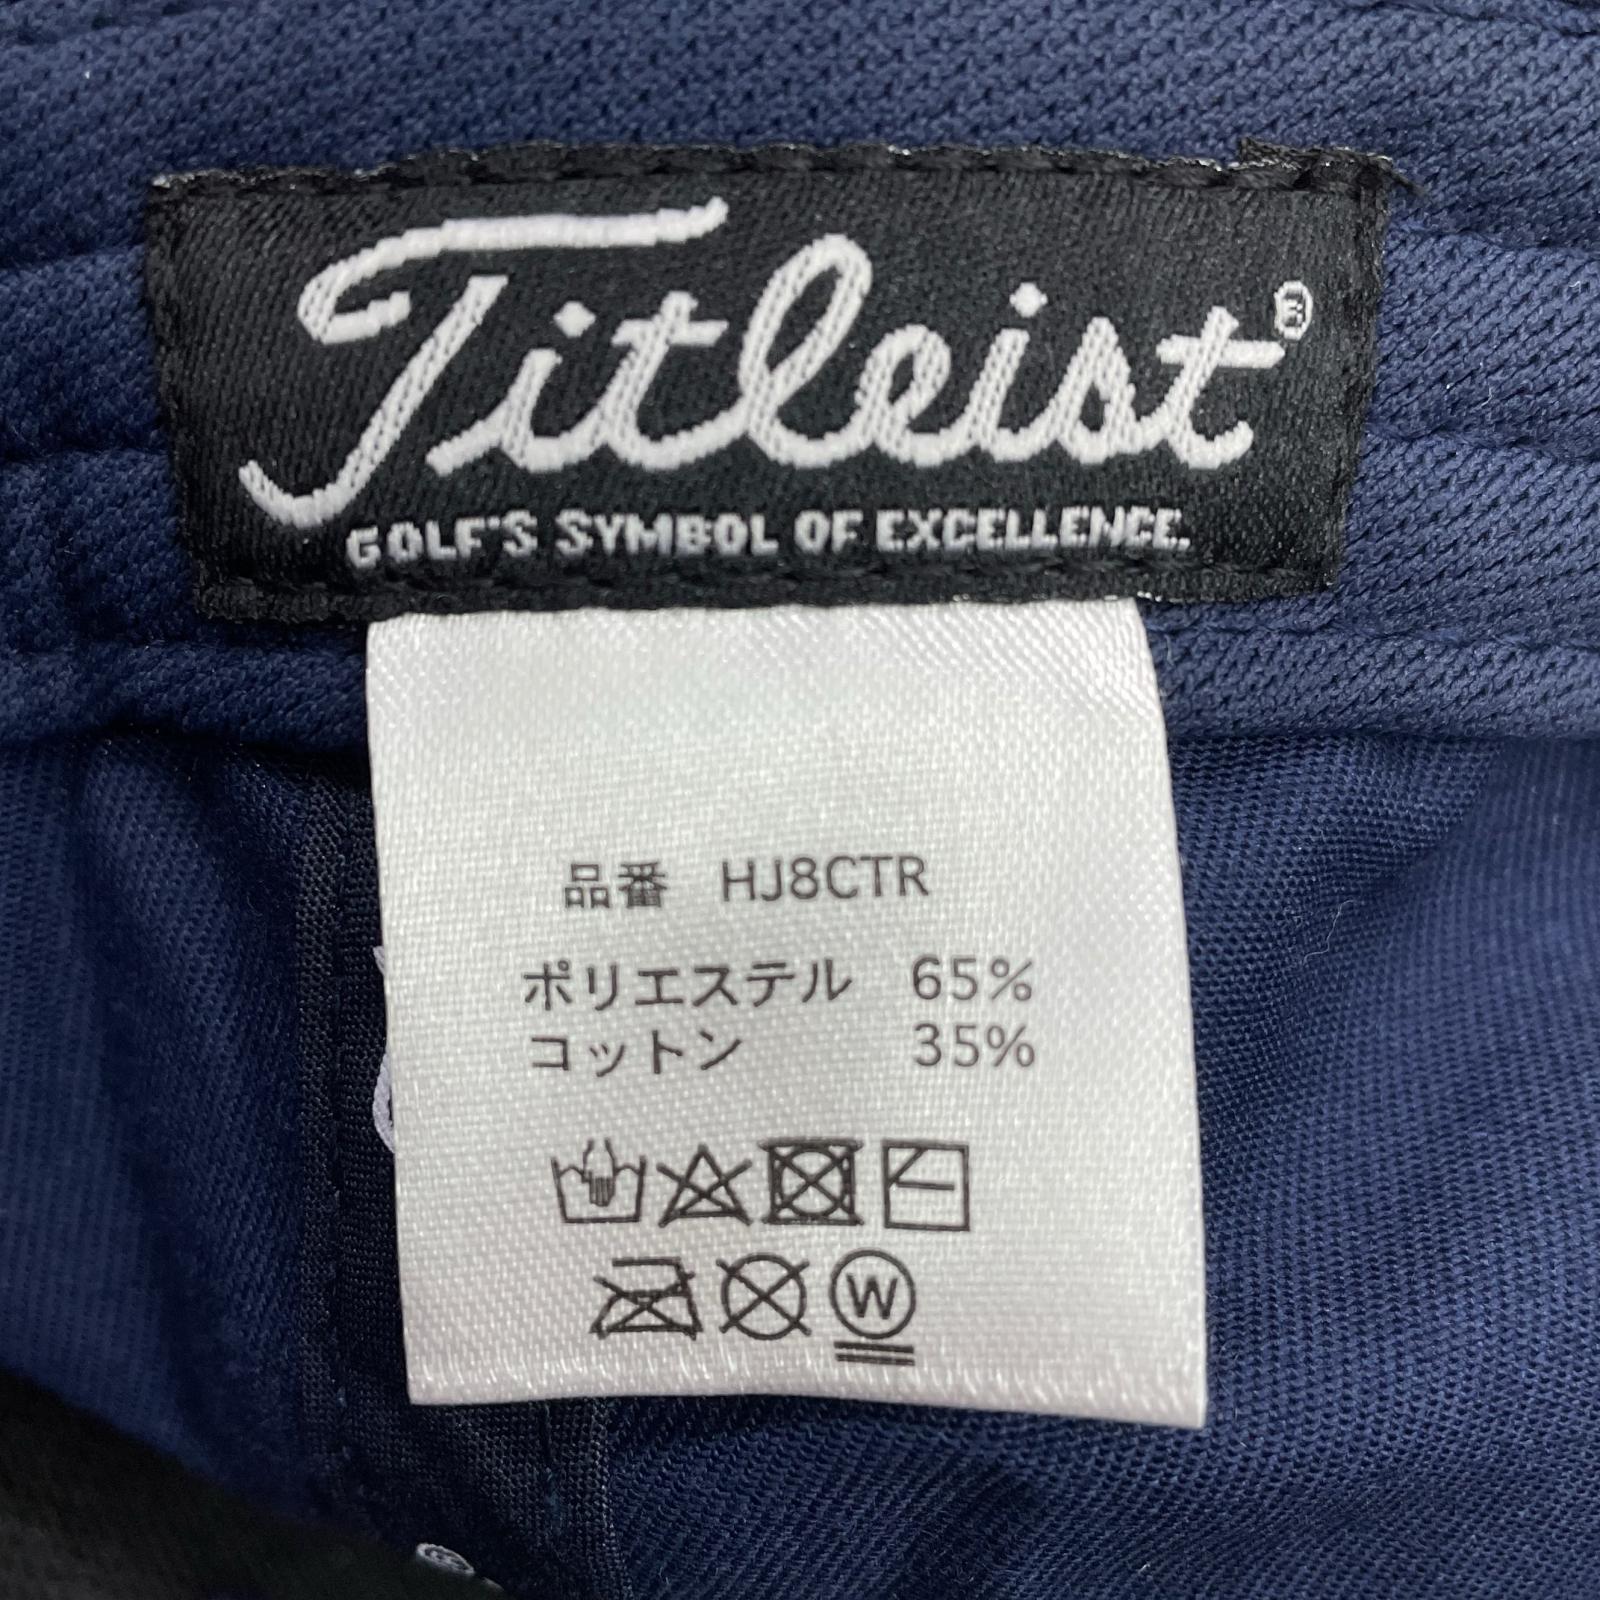 Titleist®
GOLF'S SYMBOL OF EXCELLENCE.
品番 HJ8CTR
ポリエステル 65%
コットン 35%
W